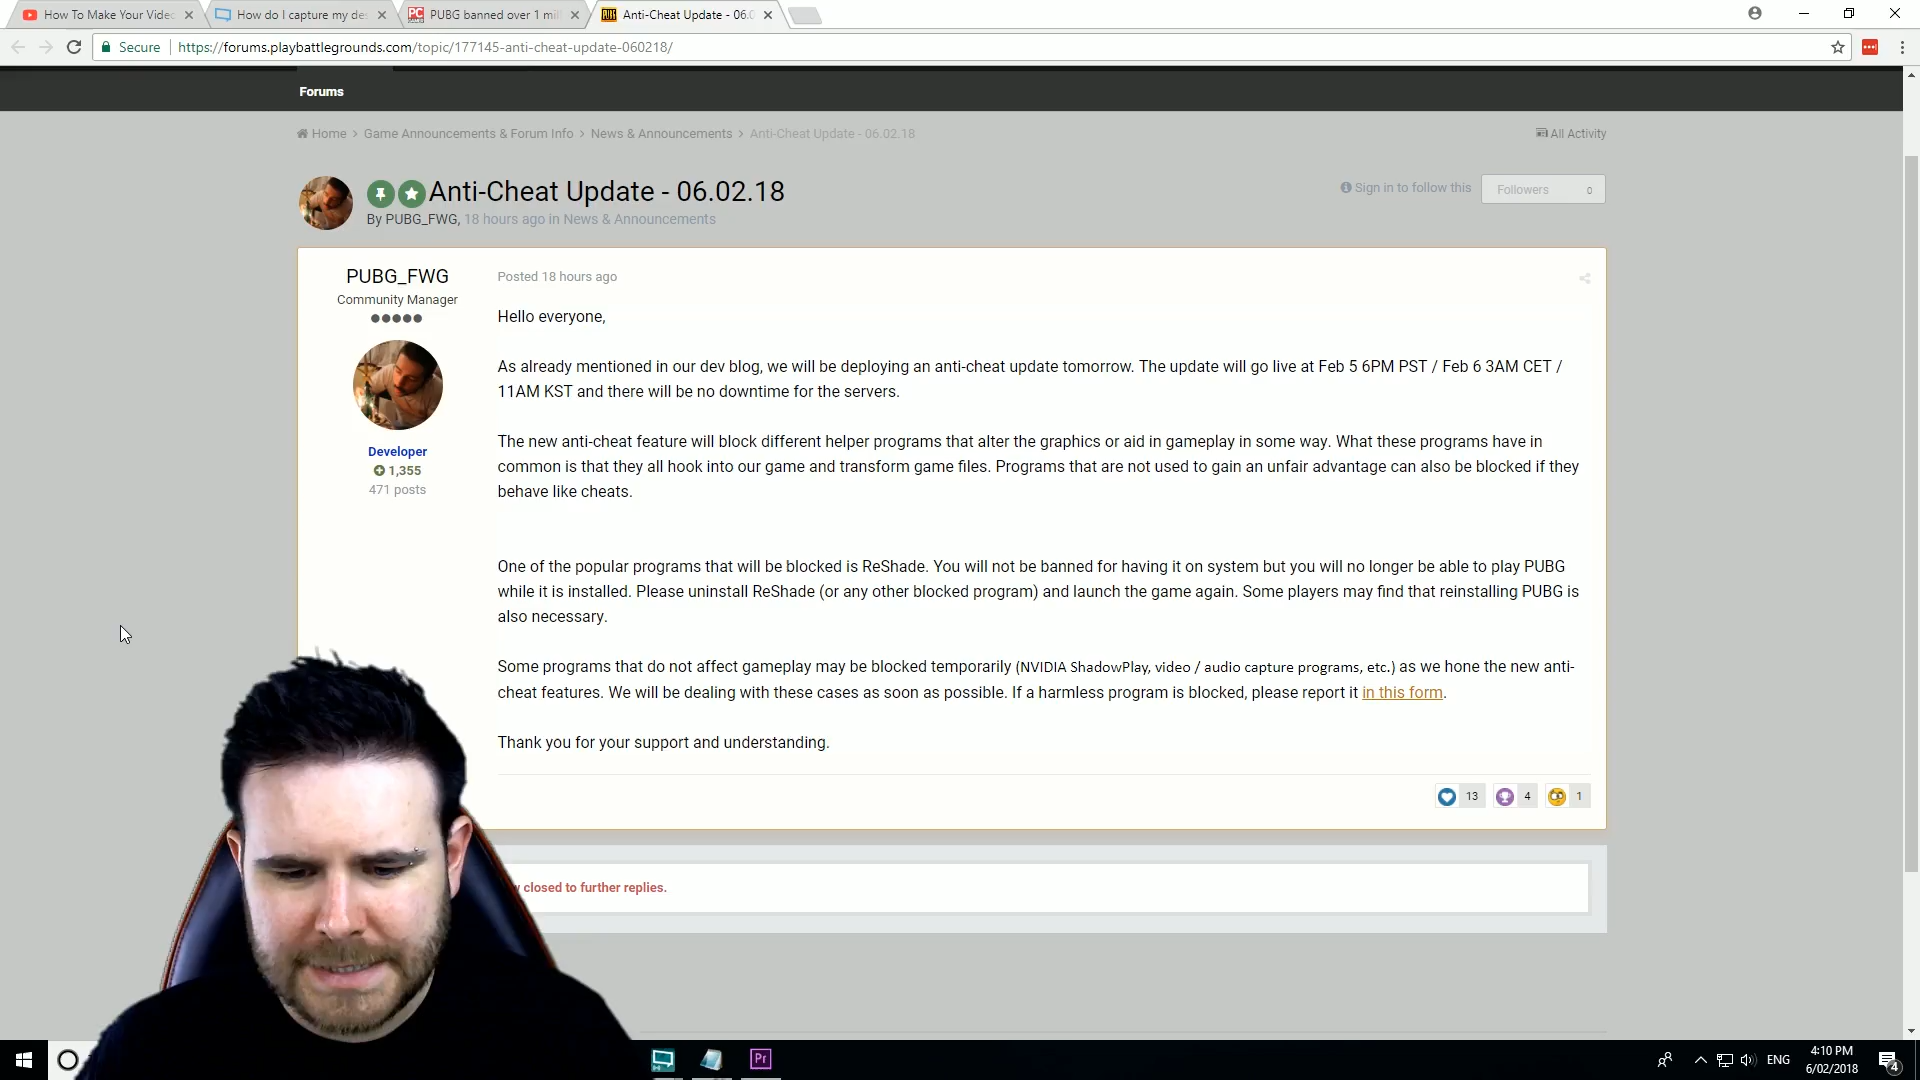 How To Make Your Video
How do I capture my des
PUBG banned over 1 mil
Anti-Cheat Update - 06.0
Secure
https://forums.playbattlegrounds.com/topic/177145-anti-cheat-update-060218/
Forums
Home > Game Announcements & Forum Info > News & Announcements > Anti-Cheat Update - 06.02.18
All Activity
Anti-Cheat Update - 06.02.18
By PUBG_FWG, 18 hours ago in News & Announcements
Sign in to follow this
Followers 0
PUBG_FWG
Community Manager
Developer
1,355
471 posts
Posted 18 hours ago
Hello everyone,
As already mentioned in our dev blog, we will be deploying an anti-cheat update tomorrow. The update will go live at Feb 5 6PM PST / Feb 6 3AM CET /
11AM KST and there will be no downtime for the servers.
The new anti-cheat feature will block different helper programs that alter the graphics or aid in gameplay in some way. What these programs have in
common is that they all hook into our game and transform game files. Programs that are not used to gain an unfair advantage can also be blocked if they
behave like cheats.
One of the popular programs that will be blocked is ReShade. You will not be banned for having it on system but you will no longer be able to play PUBG
while it is installed. Please uninstall ReShade (or any other blocked program) and launch the game again. Some players may find that reinstalling PUBG is
also necessary.
Some programs that do not affect gameplay may be blocked temporarily (NVIDIA ShadowPlay, video / audio capture programs, etc.) as we hone the new anti-
cheat features. We will be dealing with these cases as soon as possible. If a harmless program is blocked, please report it in this form.
Thank you for your support and understanding.
13 4 1
closed to further replies.
Pr
ENG
4:10 PM
6/02/2018
4